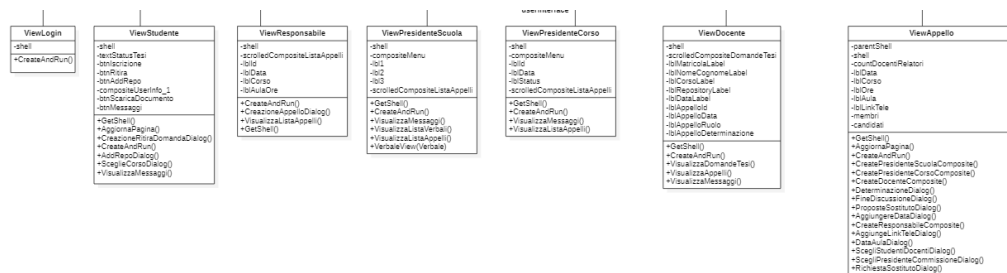 userInterface
ViewLogin
-shell
+CreateAndRun()
ViewStudente
-shell
-textStatusTesi
-btnIscrizione
-btnRitira
-btnAddRepo
-compositeUserInfo_1
-btnScaricaDocumento
-btnMessaggi
+GetShell()
+AggiornaPagina()
+CreazioneRitiraDomandaDialog()
+CreateAndRun()
+AddRepoDialog()
+ScegliCorsoDialog()
+VisualizzaMessaggi()
ViewResponsabile
-shell
-scrolledCompositeListaAppelli
-lblId
-lblData
-lblCorso
-lblAulaOre
+CreateAndRun()
+CreazioneAppelloDialog()
+VisualizzaListaAppelli()
+GetShell()
ViewPresidenteScuola
-shell
-compositeMenu
-lbl1
-lbl2
-lbl3
-scrolledCompositeListaAppelli
+GetShell()
+CreateAndRun()
+VisualizzaMessaggi()
+VisualizzaListaVerbali()
+VisualizzaListaAppelli()
+VerbaleView(Verbale)
ViewPresidenteCorso
-shell
-compositeMenu
-lblId
-lblData
-lblStatus
-scrolledCompositeListaAppelli
+GetShell()
+CreateAndRun()
+VisualizzaMessaggi()
+VisualizzaListaAppelli()
ViewDocente
-shell
-scrolledCompositeDomandeTesi
-lblMatricolaLabel
-lblNomeCognomeLabel
-lblCorsoLabel
-lblRepositoryLabel
-lblDataLabel
-lblAppelloId
-lblAppelloData
-lblAppelloRuolo
-lblAppelloDeterminazione
+GetShell()
+CreateAndRun()
+VisualizzaDomandeTesi()
+VisualizzaAppelli()
+VisualizzaMessaggi()
ViewAppello
-parentShell
-shell
-countDocentiRelatori
-lblData
-lblCorso
-lblOre
-lblAula
-lblLinkTele
-membri
-candidati
+GetShell()
+AggiornaPagina()
+CreateAndRun()
+CreatePresidenteScuolaComposite()
+CreatePresidenteCorsoComposite()
+CreateDocenteComposite()
+DeterminazioneDialog()
+FineDiscussioneDialog()
+ProposteSostitutoDialog()
+AggiungereDataDialog()
+CreateResponsabileComposite()
+AggiungeLinkTeleDialog()
+DataAulaDialog()
+ScegliStudentiDocentiDialog()
+ScegliPresidenteCommissioneDialog()
+RichiestaSostitutoDialog()